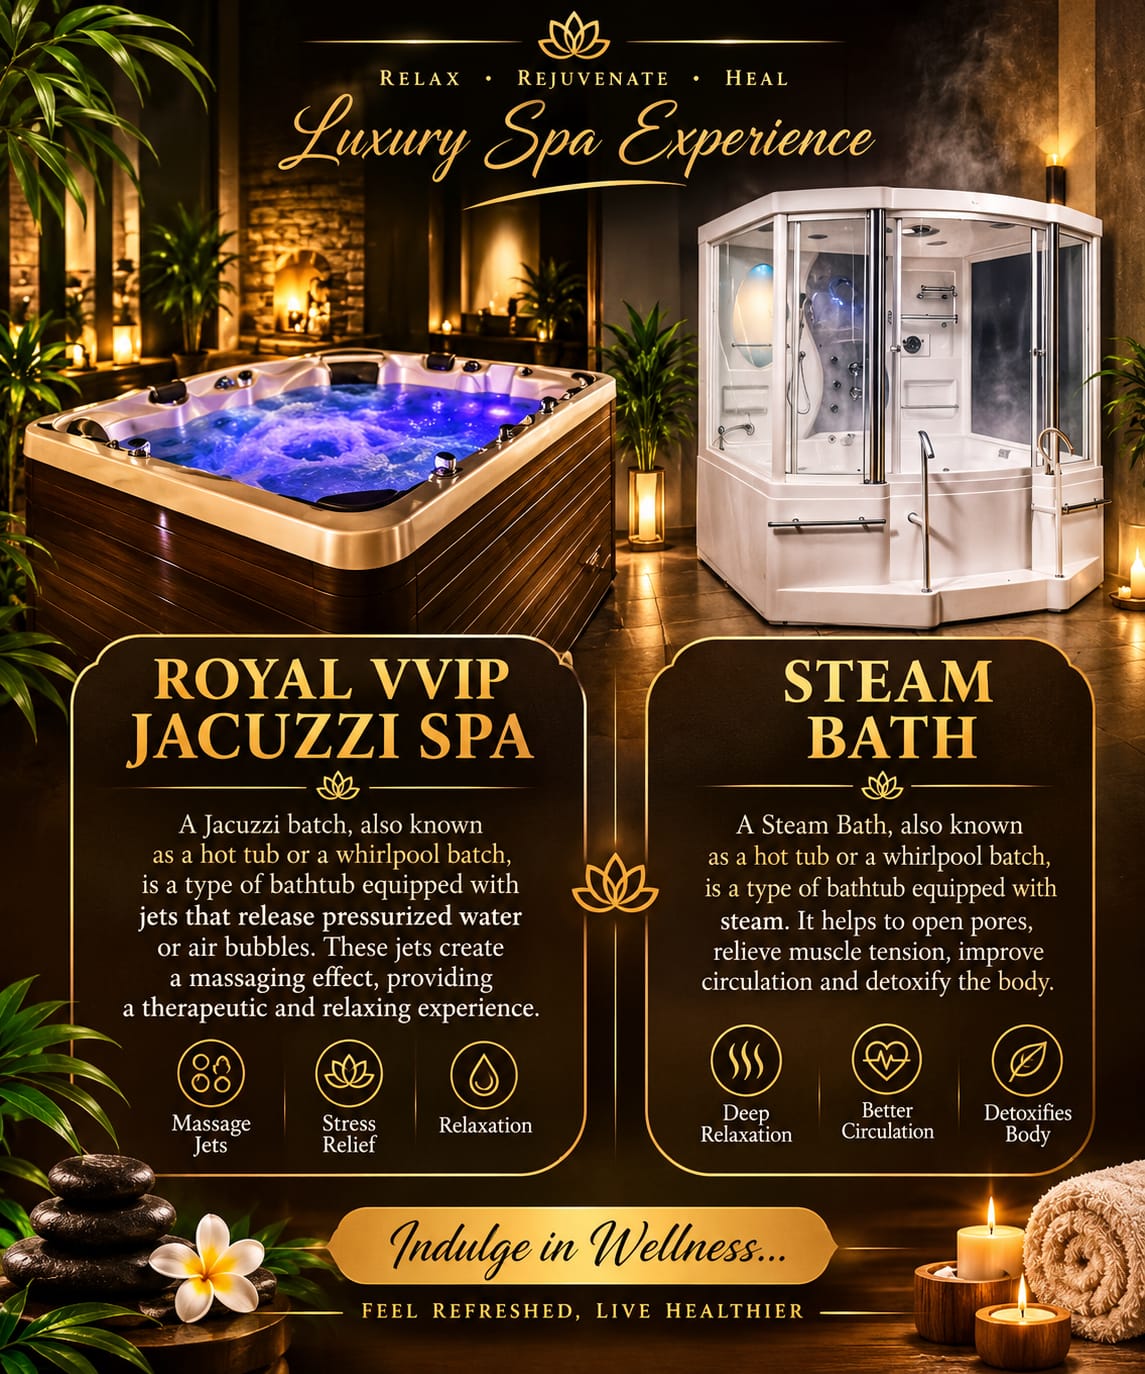 RELAX • REJUVENATE • HEAL
Luxury Spa Experience
ROYAL VVIP
JACUZZI SPA
A Jacuzzi batch, also known
as a hot tub or a whirlpool batch,
is a type of bathtub equipped with
jets that release pressurized water
or air bubbles. These jets create
a massaging effect, providing
a therapeutic and relaxing experience.
Massage
Jets
Stress
Relief
Relaxation
STEAM
BATH
A Steam Bath, also known
as a hot tub or a whirlpool batch,
is a type of bathtub equipped with
steam. It helps to open pores,
relieve muscle tension, improve
circulation and detoxify the body.
Deep
Relaxation
Better
Circulation
Detoxifies
Body
Indulge in Wellness...
FEEL REFRESHED, LIVE HEALTHIER